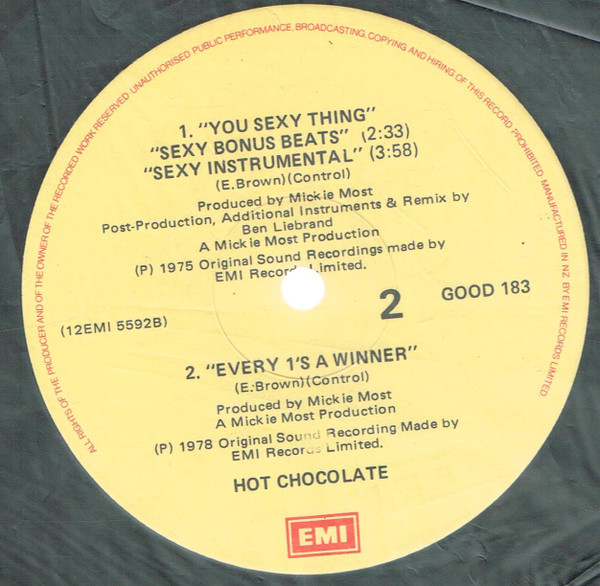 ALL RIGHTS OF THE PRODUCER AND OF THE OWNER OF THE RECORDED WORK RESERVED · UNAUTHORISED PUBLIC PERFORMANCE, BROADCASTING, COPYING AND HIRING OF THIS RECORD PROHIBITED. MANUFACTURED IN N.Z. BY EMI RECORDS LIMITED
1. "YOU SEXY THING"
"SEXY BONUS BEATS" (2:33)
"SEXY INSTRUMENTAL" (3:58)
(E.Brown)(Control)
Produced by Mickie Most
Post-Production, Additional Instruments & Remix by
Ben Liebrand
A Mickie Most Production
(P) 1975 Original Sound Recordings made by
EMI Records Limited.
2
GOOD 183
(12EMI 5592B)
2. "EVERY 1'S A WINNER"
(E.Brown)(Control)
Produced by Mickie Most
A Mickie Most Production
(P) 1978 Original Sound Recording Made by
EMI Records Limited.
HOT CHOCOLATE
EMI